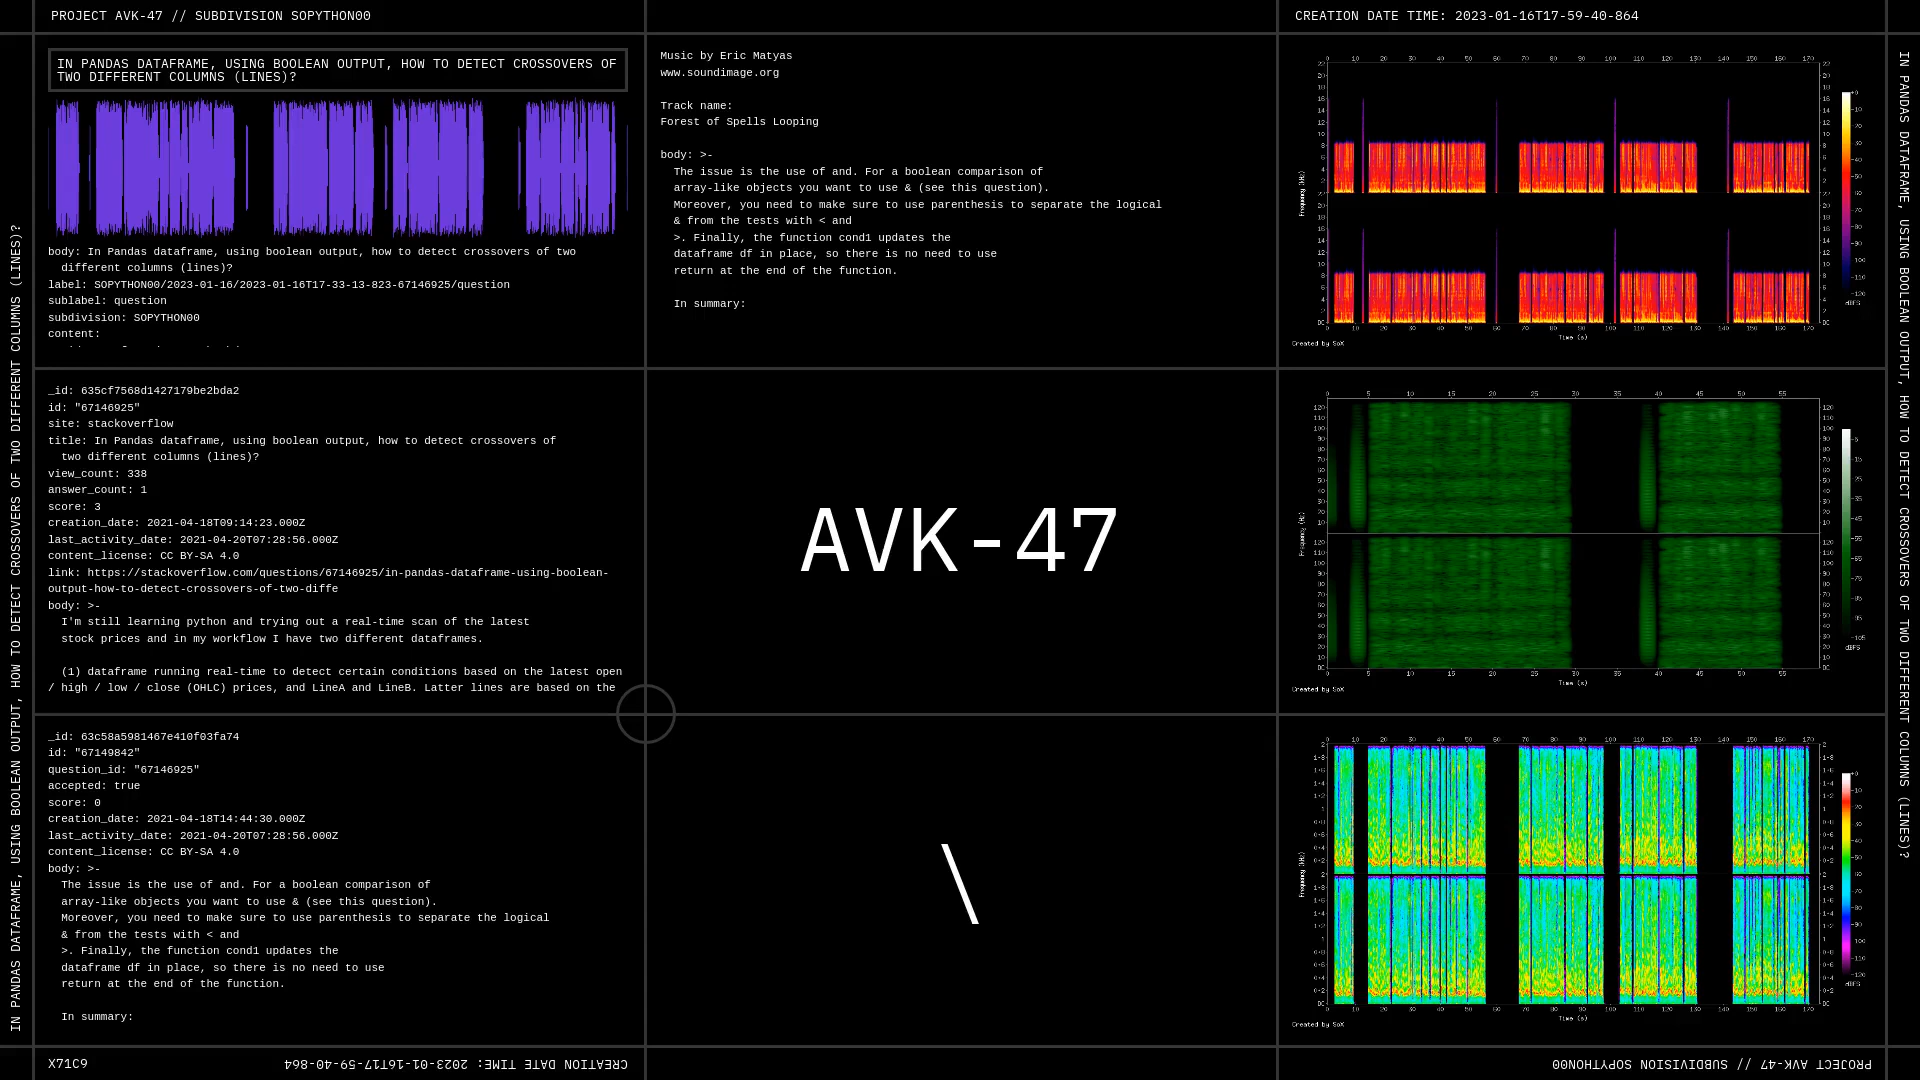 PROJECT AVK-47 // SUBDIVISION SOPYTHON00
CREATION DATE TIME: 2023-01-16T17-59-40-864
IN PANDAS DATAFRAME, USING BOOLEAN OUTPUT, HOW TO DETECT CROSSOVERS OF TWO DIFFERENT COLUMNS (LINES)?
IN PANDAS DATAFRAME, USING BOOLEAN OUTPUT, HOW TO DETECT CROSSOVERS OF
TWO DIFFERENT COLUMNS (LINES)?
body: In Pandas dataframe, using boolean output, how to detect crossovers of two
different columns (lines)?
label: SOPYTHON00/2023-01-16/2023-01-16T17-33-13-823-67146925/question
sublabel: question
subdivision: SOPYTHON00
content:
Music by Eric Matyas
www.soundimage.org
Track name:
Forest of Spells Looping
body: >-
The issue is the use of and. For a boolean comparison of
array-like objects you want to use & (see this question).
Moreover, you need to make sure to use parenthesis to separate the logical
& from the tests with < and
>. Finally, the function cond1 updates the
dataframe df in place, so there is no need to use
return at the end of the function.
In summary:
Frequency (kHz)
Time (s)
dBFS
Created by SoX
_id: 635cf7568d1427179be2bda2
id: "67146925"
site: stackoverflow
title: In Pandas dataframe, using boolean output, how to detect crossovers of
two different columns (lines)?
view_count: 338
answer_count: 1
score: 3
creation_date: 2021-04-18T09:14:23.000Z
last_activity_date: 2021-04-20T07:28:56.000Z
content_license: CC BY-SA 4.0
link: https://stackoverflow.com/questions/67146925/in-pandas-dataframe-using-boolean-
output-how-to-detect-crossovers-of-two-diffe
body: >-
I'm still learning python and trying out a real-time scan of the latest
stock prices and in my workflow I have two different dataframes.
(1) dataframe running real-time to detect certain conditions based on the latest open
/ high / low / close (OHLC) prices, and LineA and LineB. Latter lines are based on the
AVK-47
Frequency (Hz)
Time (s)
dBFS
Created by SoX
_id: 63c58a5981467e410f03fa74
id: "67149842"
question_id: "67146925"
accepted: true
score: 0
creation_date: 2021-04-18T14:44:30.000Z
last_activity_date: 2021-04-20T07:28:56.000Z
content_license: CC BY-SA 4.0
body: >-
The issue is the use of and. For a boolean comparison of
array-like objects you want to use & (see this question).
Moreover, you need to make sure to use parenthesis to separate the logical
& from the tests with < and
>. Finally, the function cond1 updates the
dataframe df in place, so there is no need to use
return at the end of the function.
In summary:
\
Frequency (kHz)
Time (s)
dBFS
Created by SoX
IN PANDAS DATAFRAME, USING BOOLEAN OUTPUT, HOW TO DETECT CROSSOVERS OF TWO DIFFERENT COLUMNS (LINES)?
X71C9
CREATION DATE TIME: 2023-01-16T17-59-40-864
PROJECT AVK-47 // SUBDIVISION SOPYTHON00